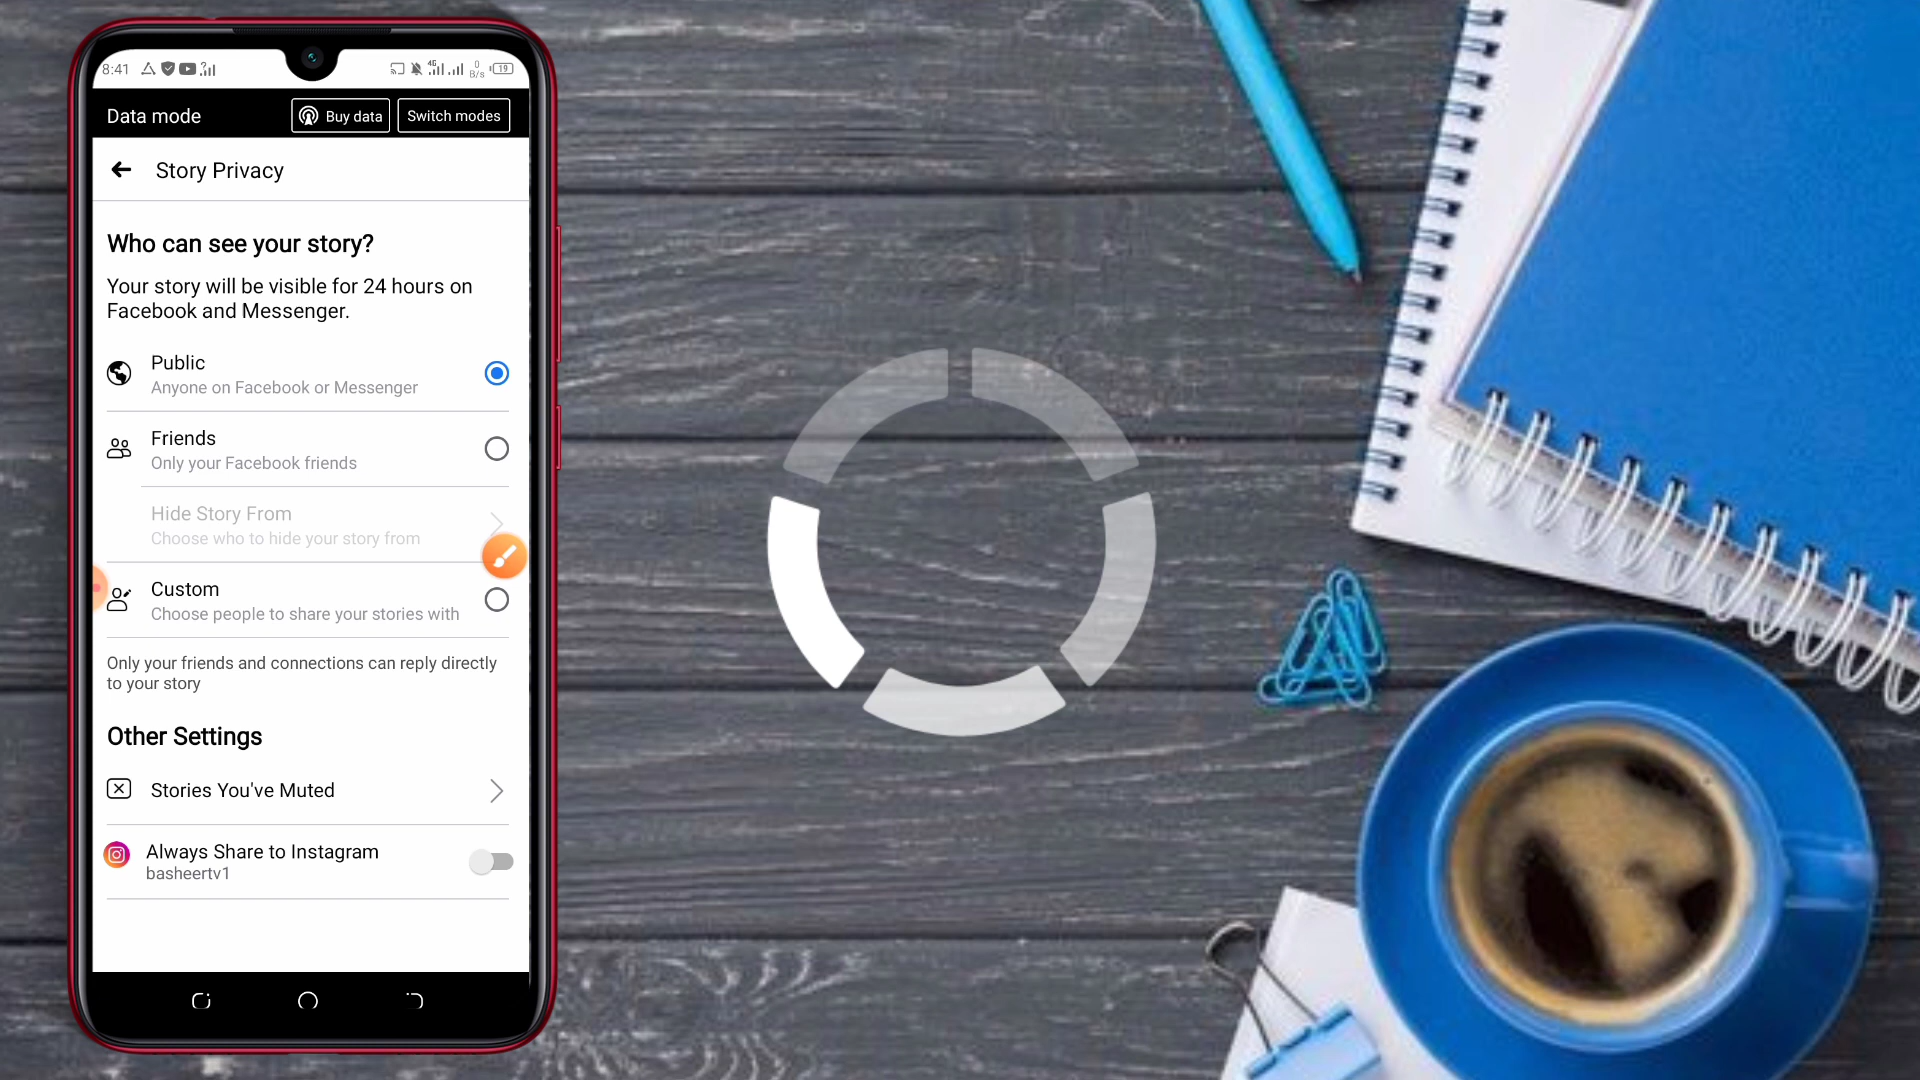 8:41
4G
0
B/s
19
Data mode
Buy data
Switch modes
Story Privacy
Who can see your story?
Your story will be visible for 24 hours on
Facebook and Messenger.
Public
Anyone on Facebook or Messenger
Friends
Only your Facebook friends
Hide Story From
Choose who to hide your story from
Custom
Choose people to share your stories with
Only your friends and connections can reply directly
to your story
Other Settings
Stories You've Muted
Always Share to Instagram
basheertv1